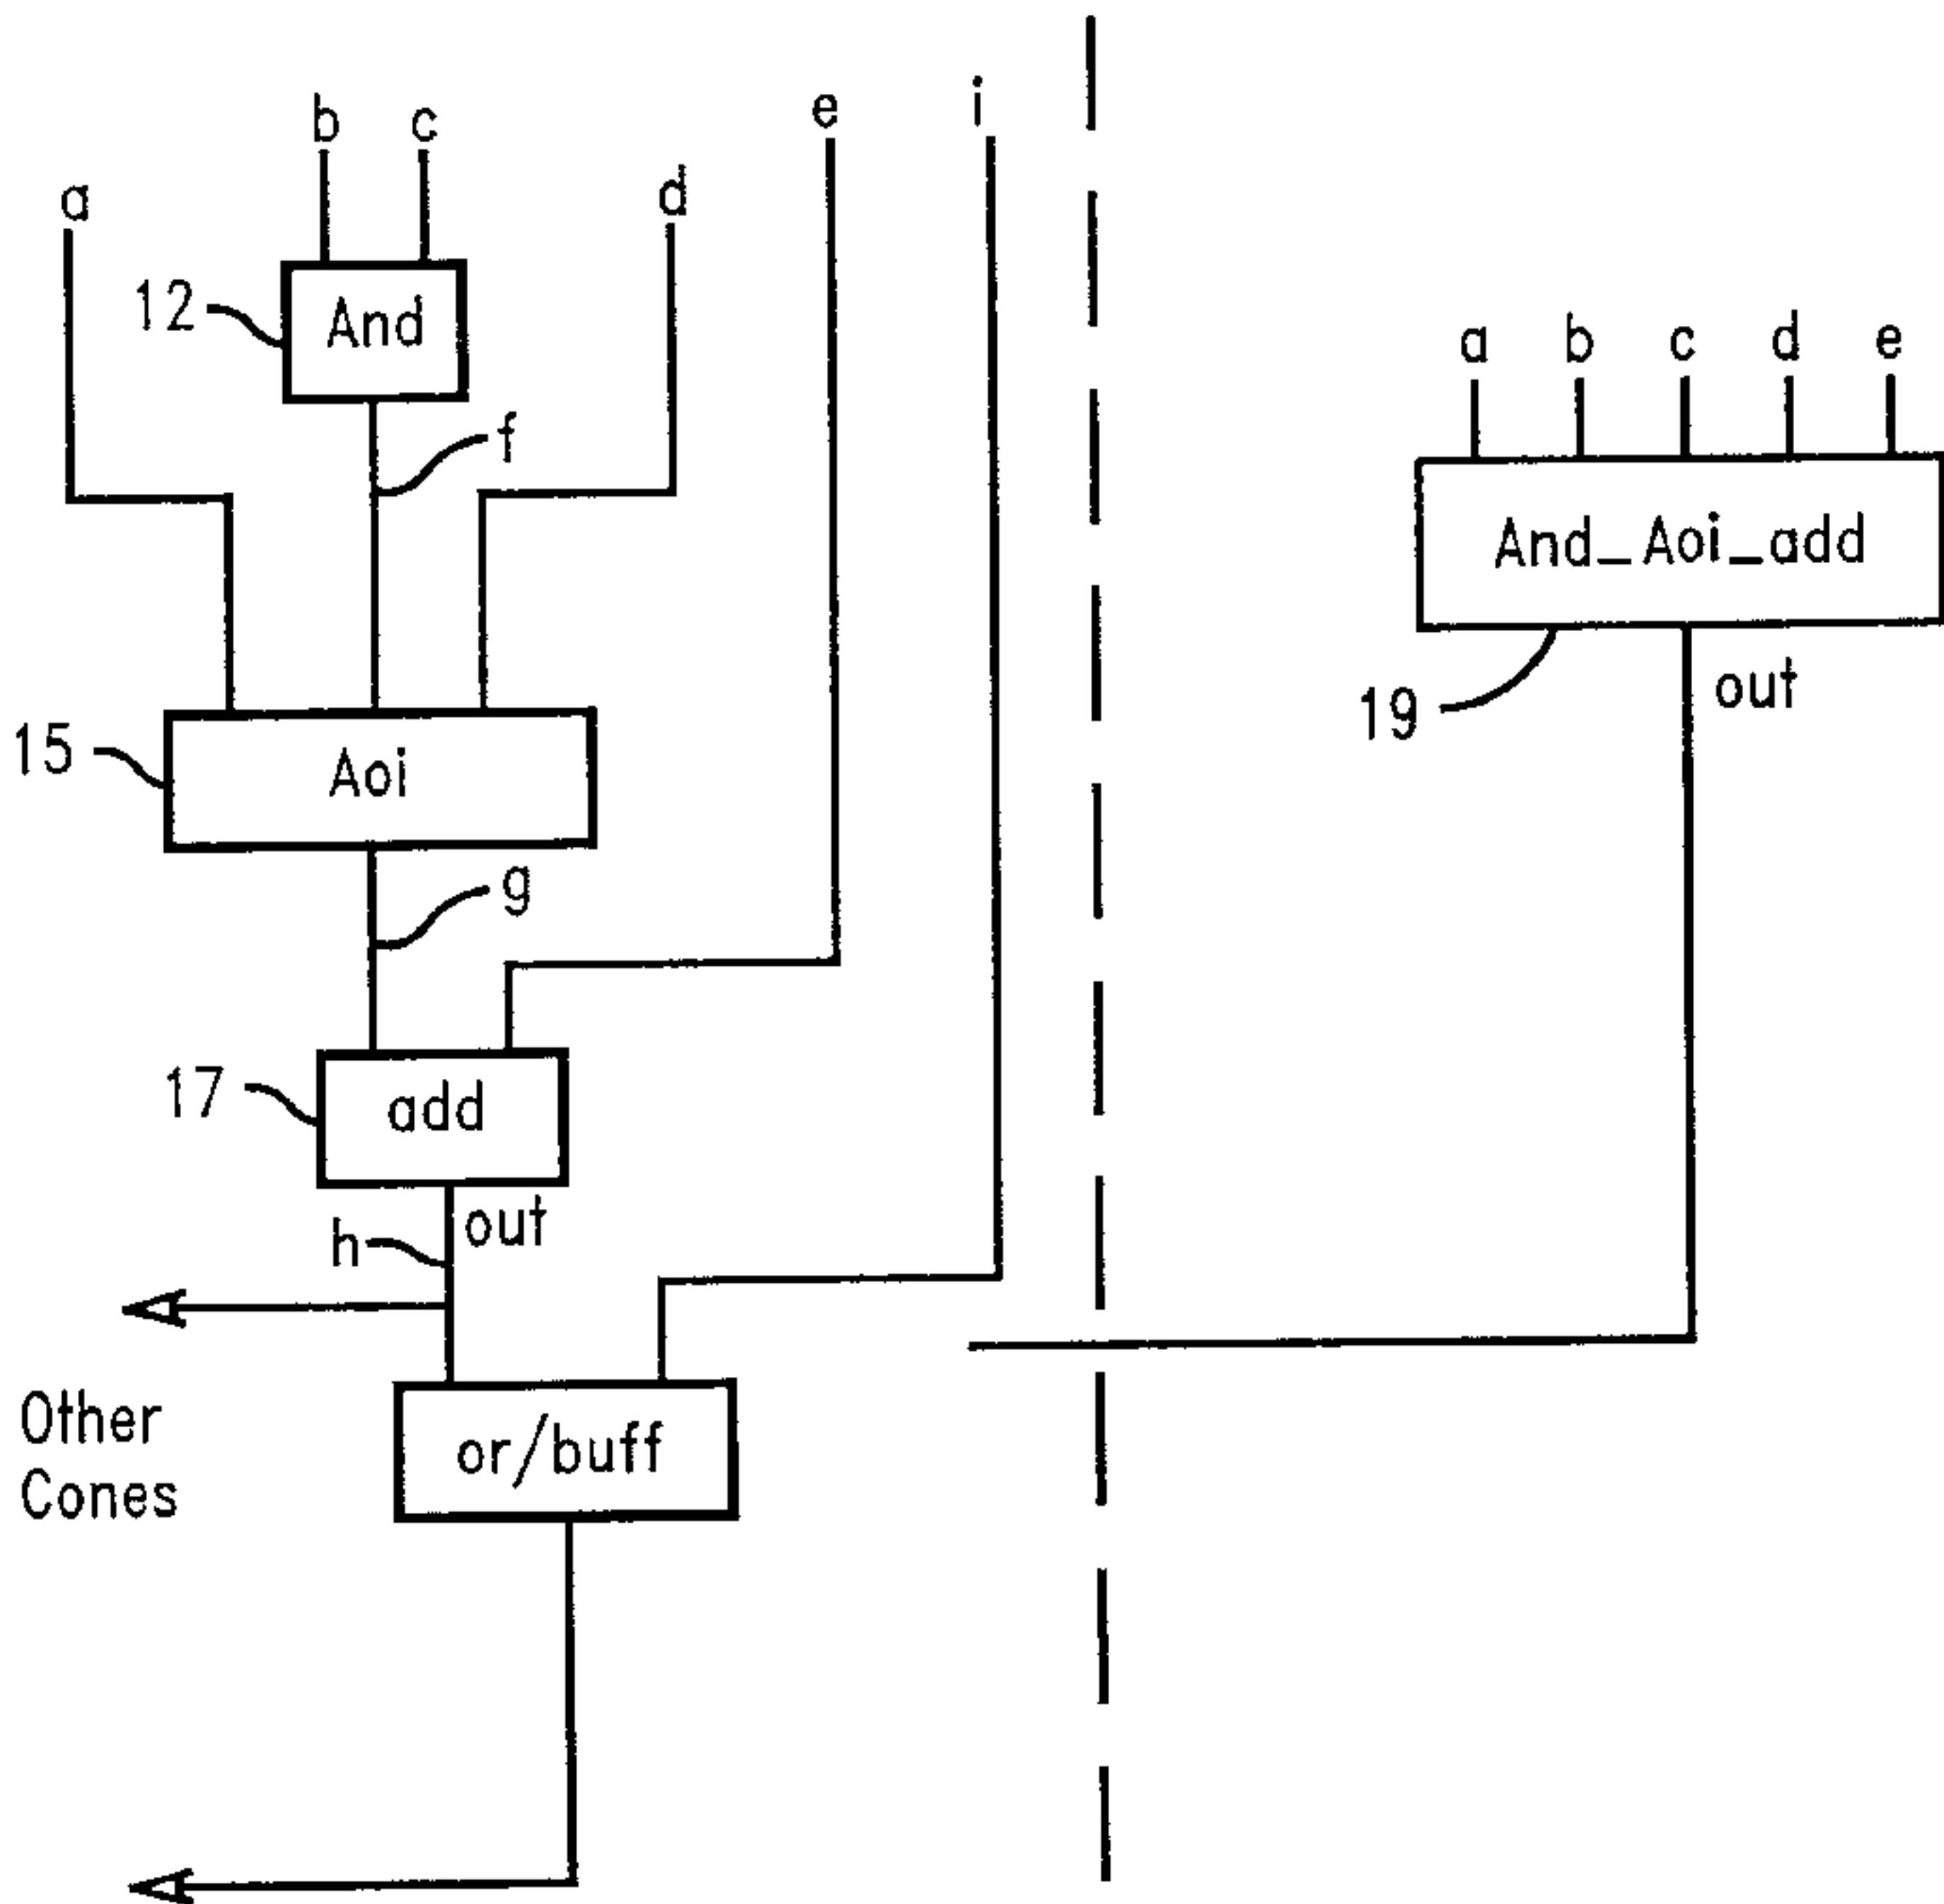 b c e i
a d
12 And
a b c d e
f
And_Aoi_add
19 out
15 Aoi
g
17 add
h out
Other
Cones
or/buff